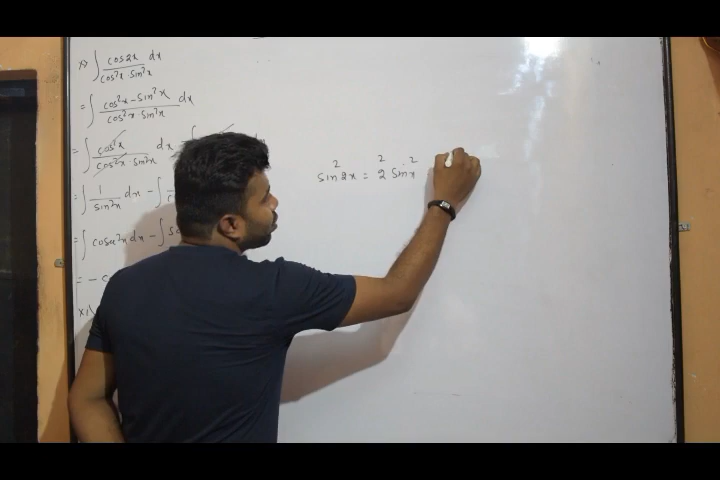 x) ∫ cos2x / cos²x · sin²x dx
= ∫ cos²x − sin²x / cos²x · sin²x dx
= ∫ cos²x / cos²x · sin²x dx
= ∫ 1 / sin²x dx − ∫
= ∫ cosec²x dx − ∫
= −
sin²2x = 2² sin²x